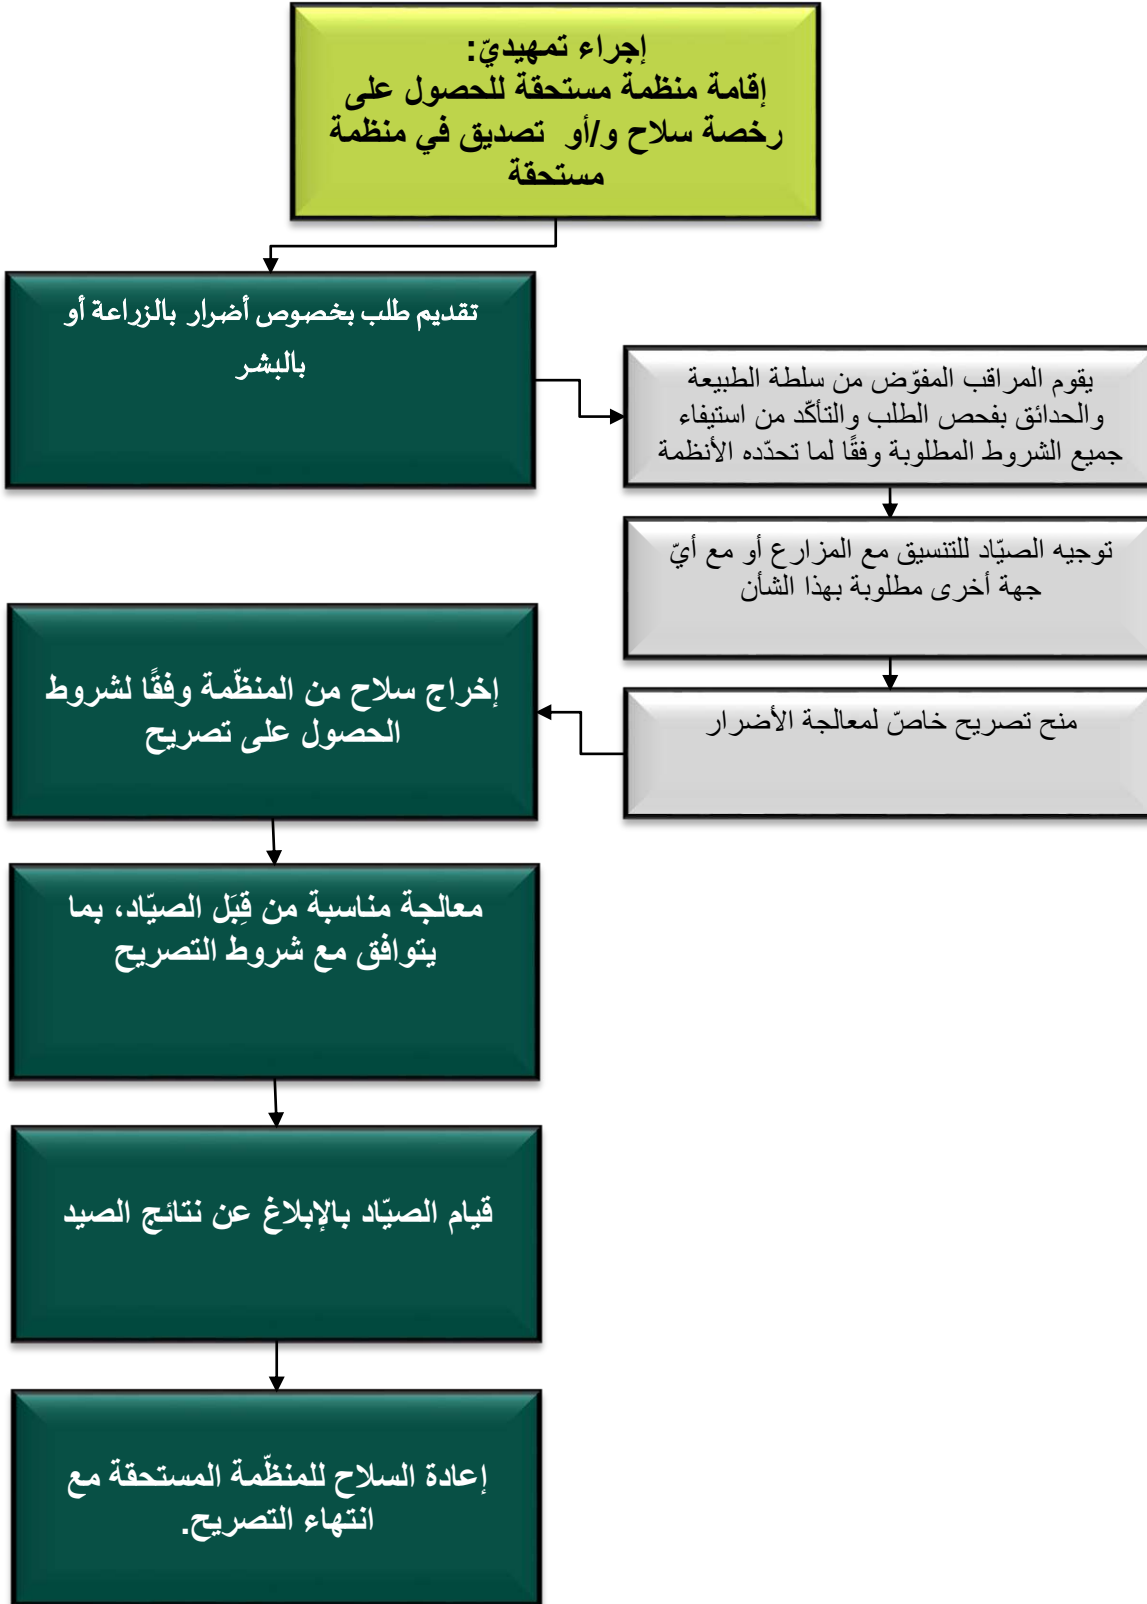 إجراء تمهيديّ:
إقامة منظمة مستحقة للحصول على
رخصة سلاح و/أو تصديق في منظمة
مستحقة
تقديم طلب بخصوص أضرار بالزراعة أو
بالبشر
يقوم المراقب المفوّض من سلطة الطبيعة
والحدائق بفحص الطلب والتأكّد من استيفاء
جميع الشروط المطلوبة وفقًا لما تحدّده الأنظمة
توجيه الصيّاد للتنسيق مع المزارع أو مع أيّ
جهة أخرى مطلوبة بهذا الشأن
منح تصريح خاصّ لمعالجة الأضرار
إخراج سلاح من المنظّمة وفقًا لشروط
الحصول على تصريح
معالجة مناسبة من قِبَل الصيّاد، بما
يتوافق مع شروط التصريح
قيام الصيّاد بالإبلاغ عن نتائج الصيد
إعادة السلاح للمنظّمة المستحقة مع
انتهاء التصريح.